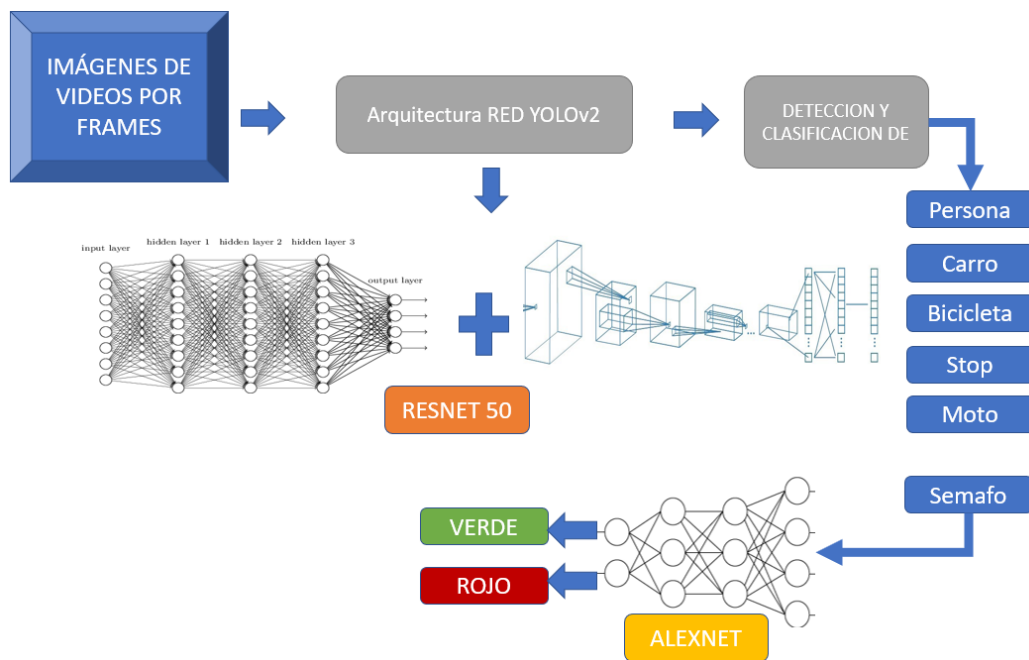 IMÁGENES DE
VIDEOS POR
FRAMES
Arquitectura RED YOLOv2
DETECCION Y
CLASIFICACION DE
Persona
Carro
Bicicleta
Stop
Moto
Semafo
input layer
hidden layer 1
hidden layer 2
hidden layer 3
output layer
RESNET 50
VERDE
ROJO
ALEXNET